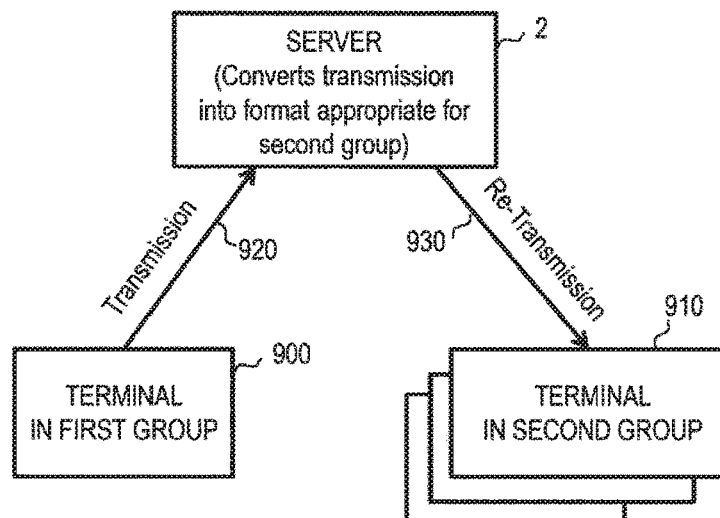 SERVER
(Converts transmission
into format appropriate for
second group)
2
Transmission
920
930
Re-Transmission
900
910
TERMINAL
IN FIRST GROUP
TERMINAL
IN SECOND GROUP